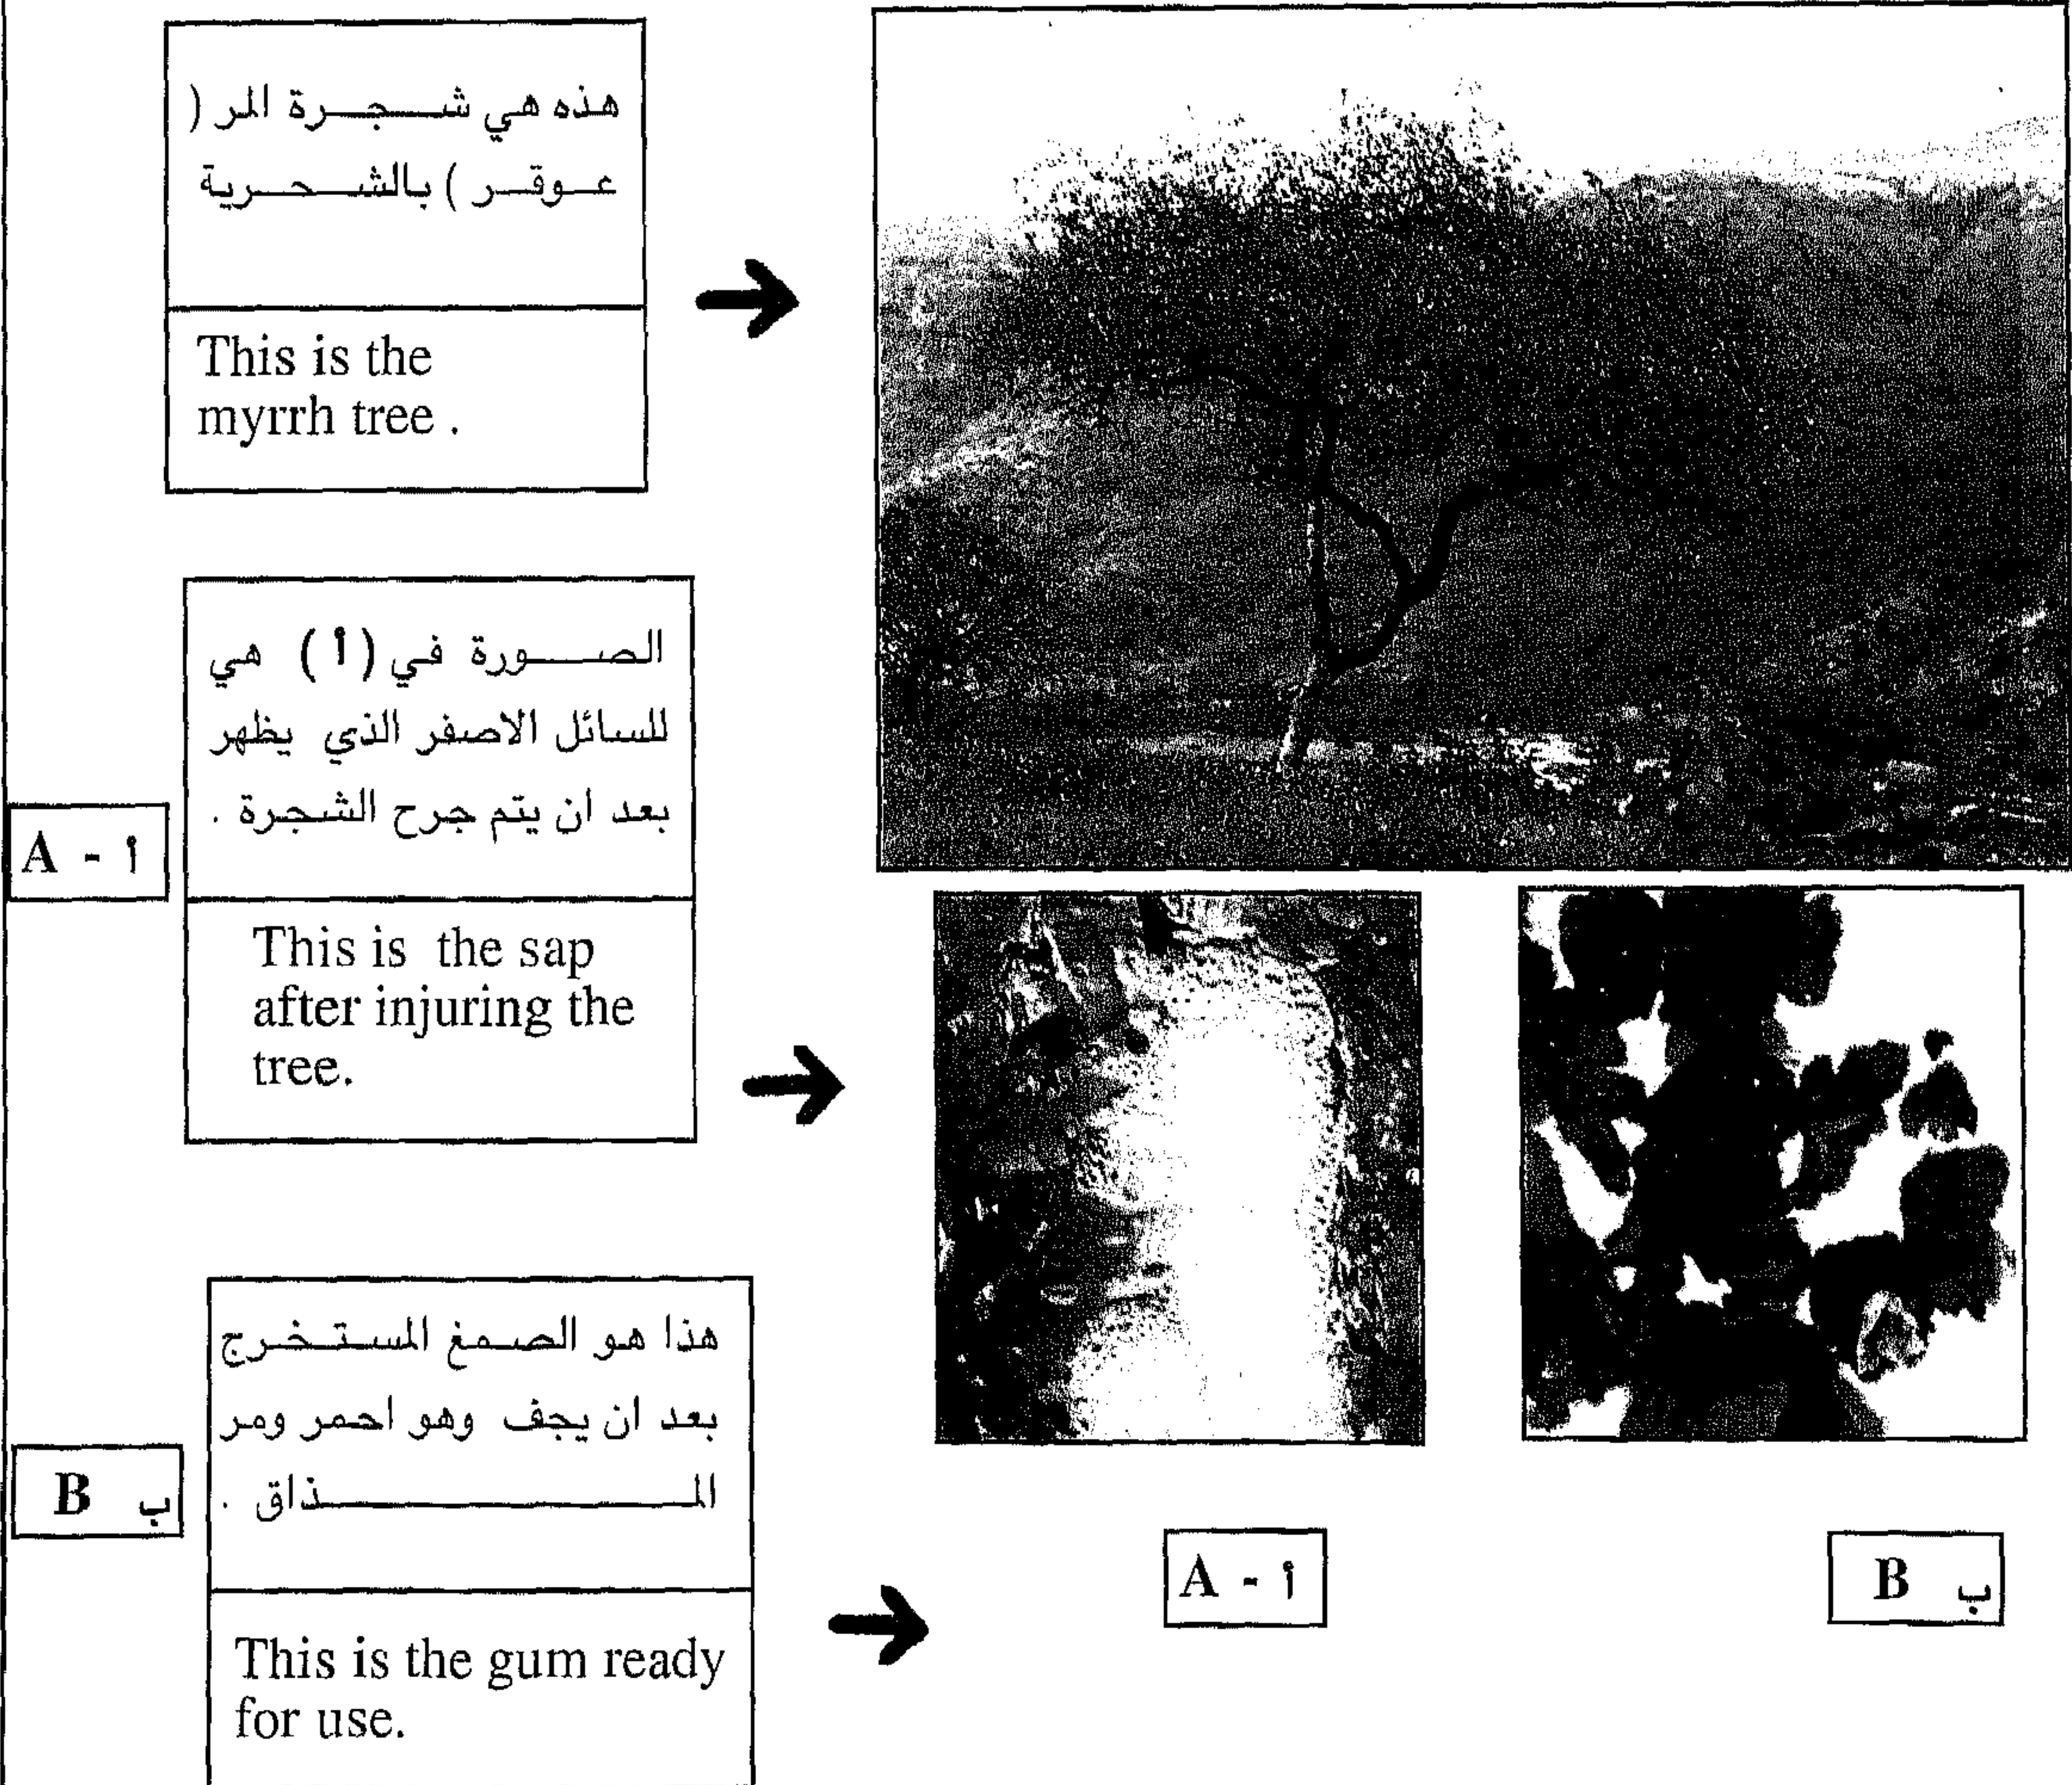 هذه هي شجرة المر (
عوقر ) بالشحرية
This is the
myrrh tree .
A - أ
الصورة في ( أ ) هي
للسائل الاصفر الذي يظهر
بعد ان يتم جرح الشجرة .
This is the sap
after injuring the
tree.
B ب
هذا هو الصمغ المستخرج
بعد ان يجف وهو احمر ومر
المذاق .
This is the gum ready
for use.
A - أ
B ب